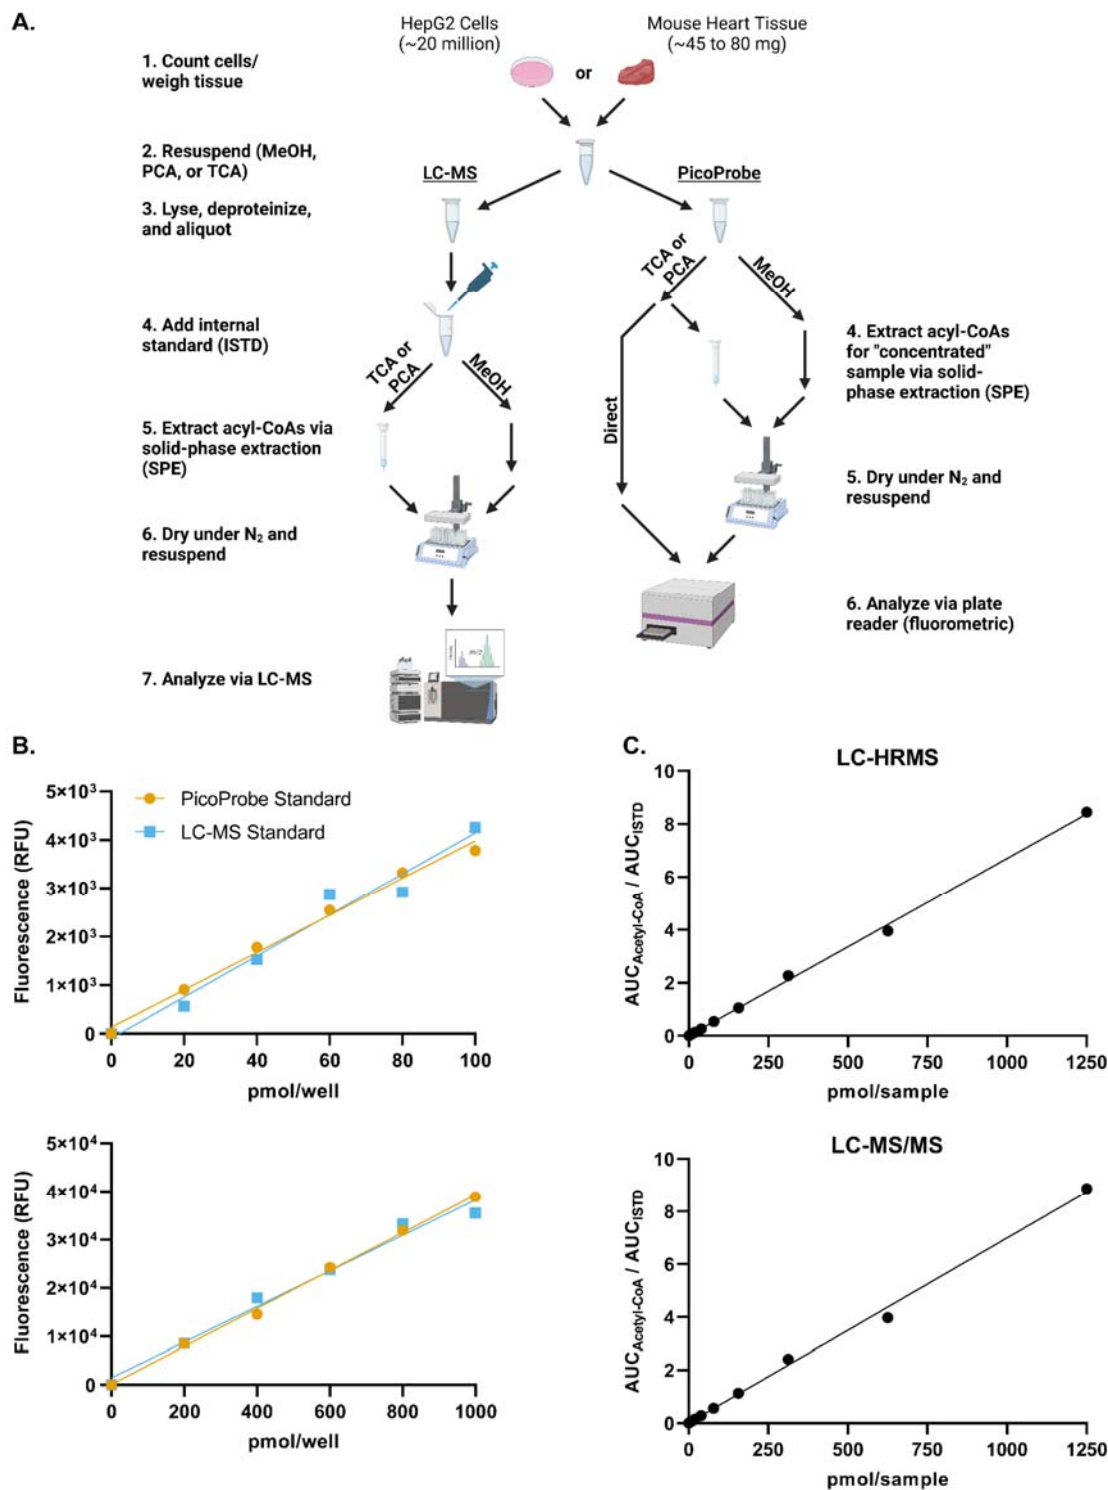 A.
HepG2 Cells
(~20 million)
Mouse Heart Tissue
(~45 to 80 mg)
1. Count cells/
weigh tissue
or
2. Resuspend (MeOH,
PCA, or TCA)
LC-MS
PicoProbe
3. Lyse, deproteinize,
and aliquot
TCA or
PCA
MeOH
4. Add internal
standard (ISTD)
TCA or
PCA
MeOH
Direct
4. Extract acyl-CoAs
for "concentrated"
sample via solid-
phase extraction (SPE)
5. Extract acyl-CoAs via
solid-phase extraction
(SPE)
5. Dry under N₂ and
resuspend
6. Dry under N₂ and
resuspend
6. Analyze via plate
reader (fluorometric)
m/z
7. Analyze via LC-MS
B.
Fluorescence (RFU)
5×10³
4×10³
3×10³
2×10³
1×10³
0
PicoProbe Standard
LC-MS Standard
0 20 40 60 80 100
pmol/well
Fluorescence (RFU)
5×10⁴
4×10⁴
3×10⁴
2×10⁴
1×10⁴
0
0 200 400 600 800 1000
pmol/well
C.
LC-HRMS
AUC_Acetyl-CoA / AUC_ISTD
10
8
6
4
2
0
0 250 500 750 1000 1250
pmol/sample
LC-MS/MS
AUC_Acetyl-CoA / AUC_ISTD
10
8
6
4
2
0
0 250 500 750 1000 1250
pmol/sample